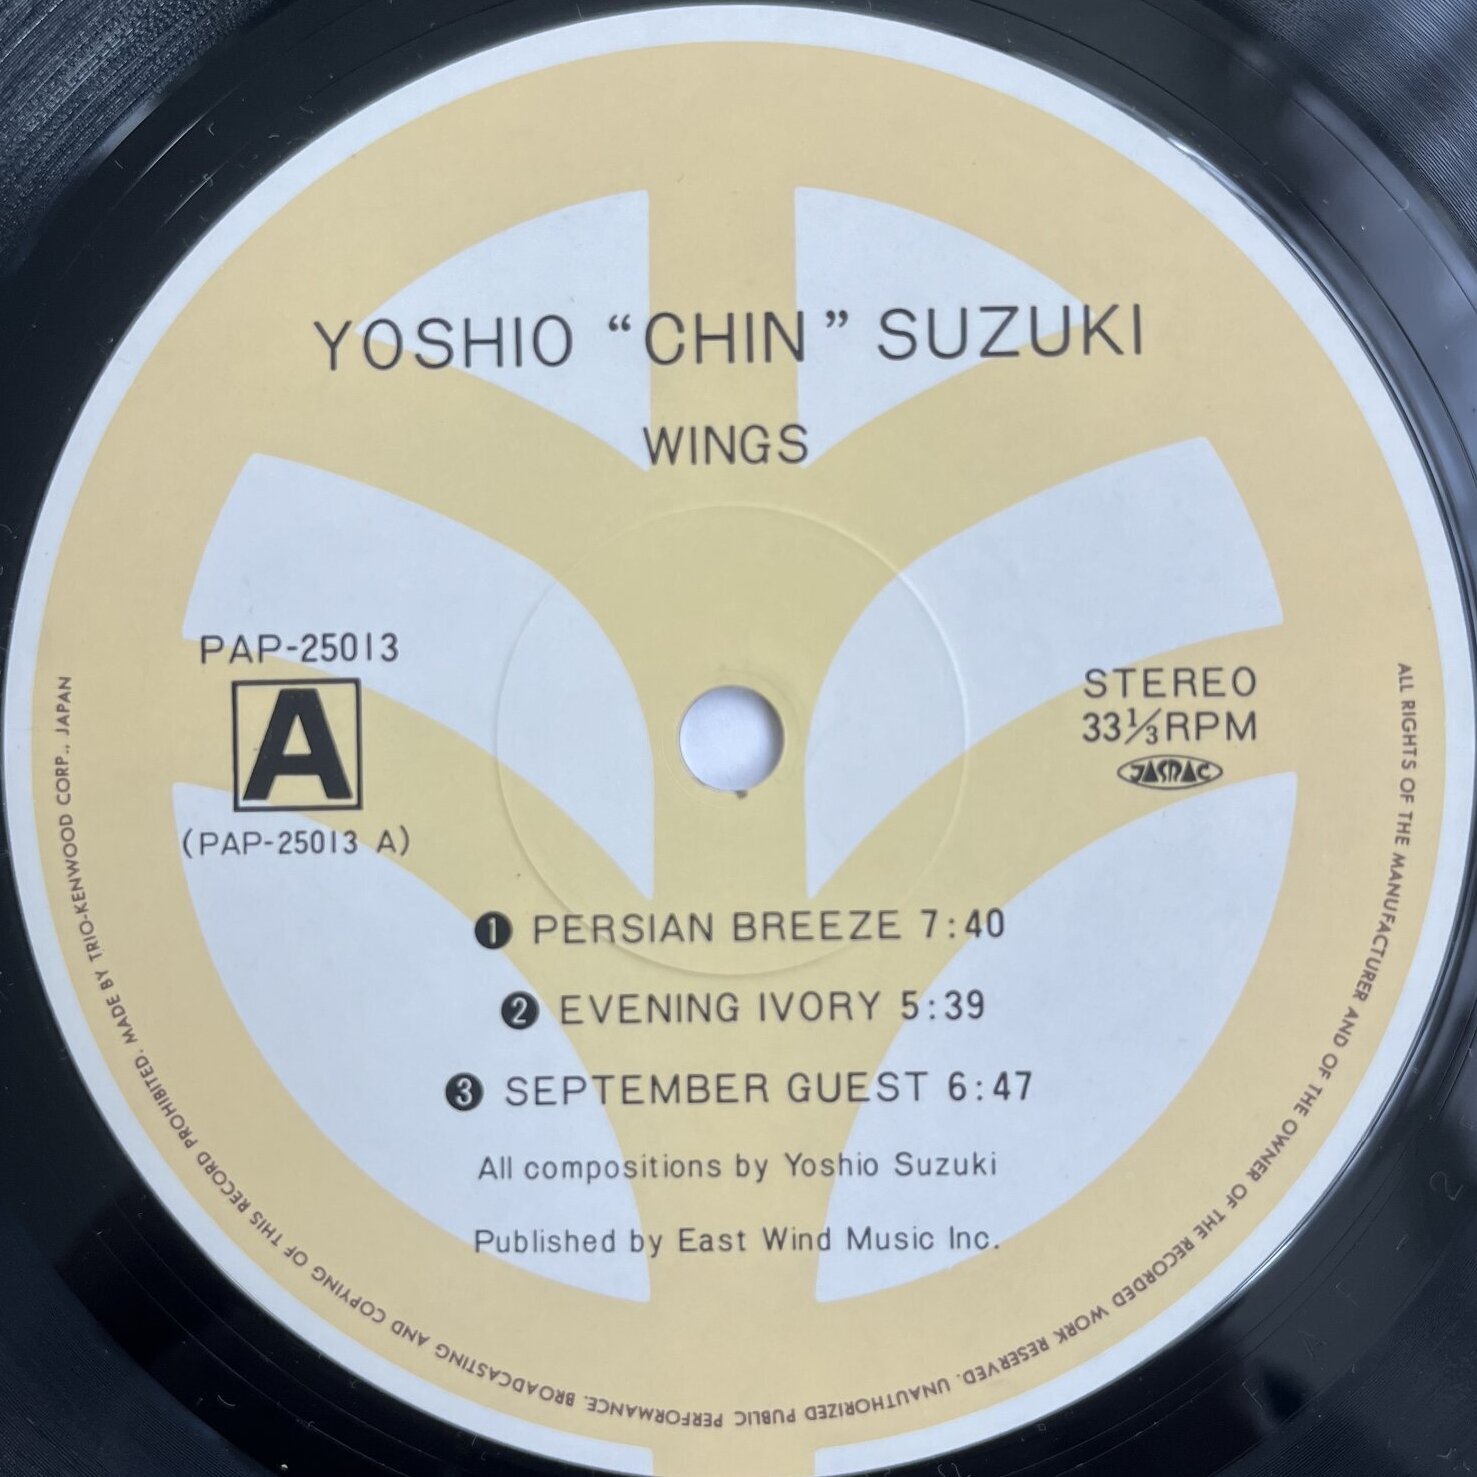 YOSHIO “CHIN” SUZUKI
WINGS
PAP-25013
A
(PAP-25013 A)
STEREO
33⅓RPM
JASRAC
1 PERSIAN BREEZE 7:40
2 EVENING IVORY 5:39
3 SEPTEMBER GUEST 6:47
All compositions by Yoshio Suzuki
Published by East Wind Music Inc.
ALL RIGHTS OF THE MANUFACTURER AND OF THE OWNER OF THE RECORDED WORK RESERVED. UNAUTHORIZED PUBLIC PERFORMANCE. BROADCASTING AND COPYING OF THIS RECORD PROHIBITED. MADE BY TRIO-KENWOOD CORP., JAPAN